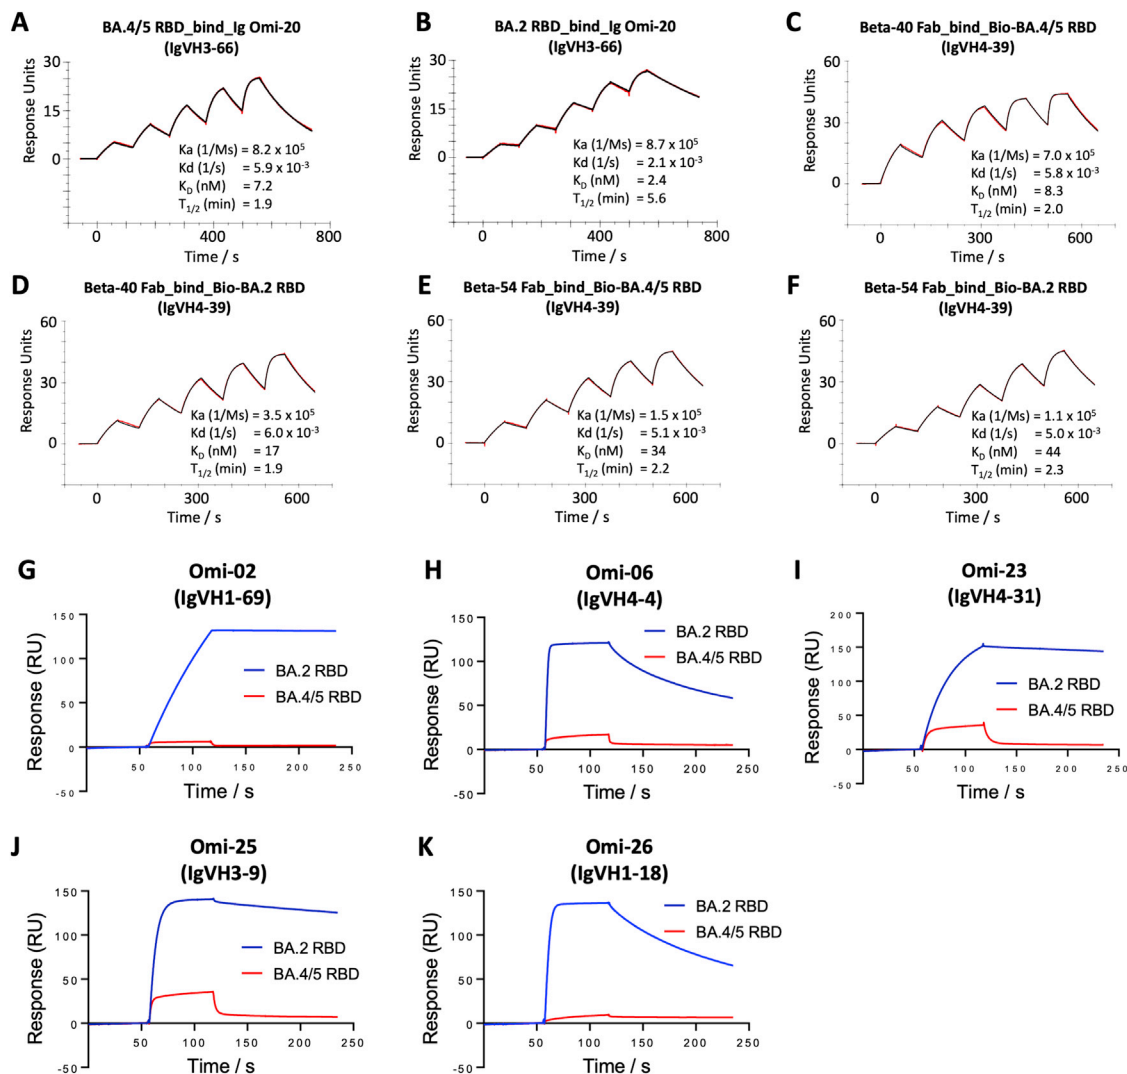 A
BA.4/5 RBD_bind_Ig Omi-20
(IgVH3-66)
Response Units
30
15
0
Ka (1/Ms) = 8.2 x 10⁵
Kd (1/s) = 5.9 x 10⁻³
K_D (nM) = 7.2
T_1/2 (min) = 1.9
0 400 800
Time / s
B
BA.2 RBD_bind_Ig Omi-20
(IgVH3-66)
Response Units
30
15
0
Ka (1/Ms) = 8.7 x 10⁵
Kd (1/s) = 2.1 x 10⁻³
K_D (nM) = 2.4
T_1/2 (min) = 5.6
0 400 800
Time / s
C
Beta-40 Fab_bind_Bio-BA.4/5 RBD
(IgVH4-39)
Response Units
60
30
0
Ka (1/Ms) = 7.0 x 10⁵
Kd (1/s) = 5.8 x 10⁻³
K_D (nM) = 8.3
T_1/2 (min) = 2.0
0 300 600
Time / s
D
Beta-40 Fab_bind_Bio-BA.2 RBD
(IgVH4-39)
Response Units
60
30
0
Ka (1/Ms) = 3.5 x 10⁵
Kd (1/s) = 6.0 x 10⁻³
K_D (nM) = 17
T_1/2 (min) = 1.9
0 300 600
Time / s
E
Beta-54 Fab_bind_Bio-BA.4/5 RBD
(IgVH4-39)
Response Units
60
30
0
Ka (1/Ms) = 1.5 x 10⁵
Kd (1/s) = 5.1 x 10⁻³
K_D (nM) = 34
T_1/2 (min) = 2.2
0 300 600
Time / s
F
Beta-54 Fab_bind_Bio-BA.2 RBD
(IgVH4-39)
Response Units
60
30
0
Ka (1/Ms) = 1.1 x 10⁵
Kd (1/s) = 5.0 x 10⁻³
K_D (nM) = 44
T_1/2 (min) = 2.3
0 300 600
Time / s
G
Omi-02
(IgVH1-69)
Response (RU)
150
100
50
0
-50
BA.2 RBD
BA.4/5 RBD
50 100 150 200 250
Time / s
H
Omi-06
(IgVH4-4)
Response (RU)
150
100
50
0
-50
BA.2 RBD
BA.4/5 RBD
50 100 150 200 250
Time / s
I
Omi-23
(IgVH4-31)
Response (RU)
200
150
100
50
0
-50
BA.2 RBD
BA.4/5 RBD
50 100 150 200 250
Time / s
J
Omi-25
(IgVH3-9)
Response (RU)
150
100
50
0
-50
BA.2 RBD
BA.4/5 RBD
50 100 150 200 250
Time / s
K
Omi-26
(IgVH1-18)
Response (RU)
150
100
50
0
-50
BA.2 RBD
BA.4/5 RBD
50 100 150 200 250
Time / s